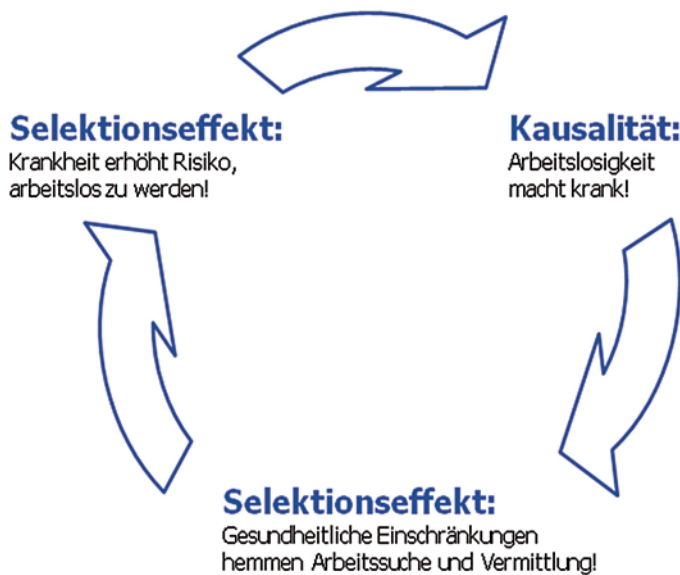 Selektionseffekt:
Krankheit erhöht Risiko,
arbeitslos zu werden!
Kausalität:
Arbeitslosigkeit
macht krank!
Selektionseffekt:
Gesundheitliche Einschränkungen
hemmen Arbeitssuche und Vermittlung!